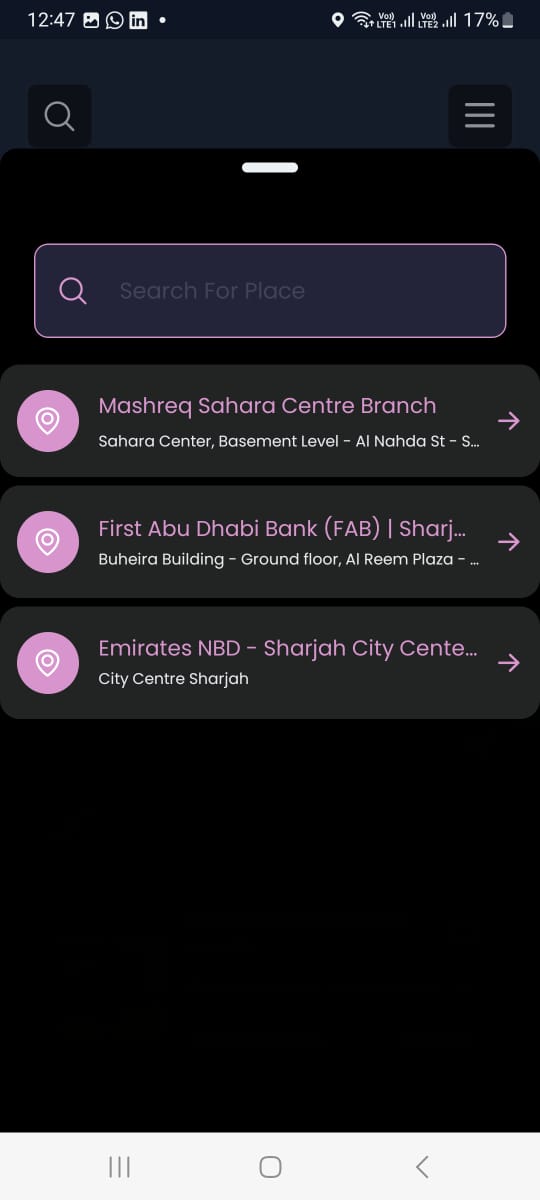 12:47
Vo)) LTE1 Vo)) LTE2 17%
Search For Place
Mashreq Sahara Centre Branch
Sahara Center, Basement Level - Al Nahda St - S...
First Abu Dhabi Bank (FAB) | Sharj...
Buheira Building - Ground floor, Al Reem Plaza - ...
Emirates NBD - Sharjah City Cente...
City Centre Sharjah